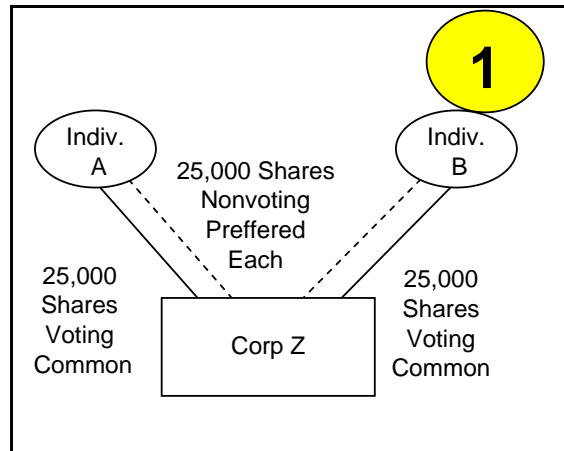 1
Indiv.
A
Indiv.
B
25,000 Shares
Nonvoting
Preffered
Each
25,000
Shares
Voting
Common
25,000
Shares
Voting
Common
Corp Z